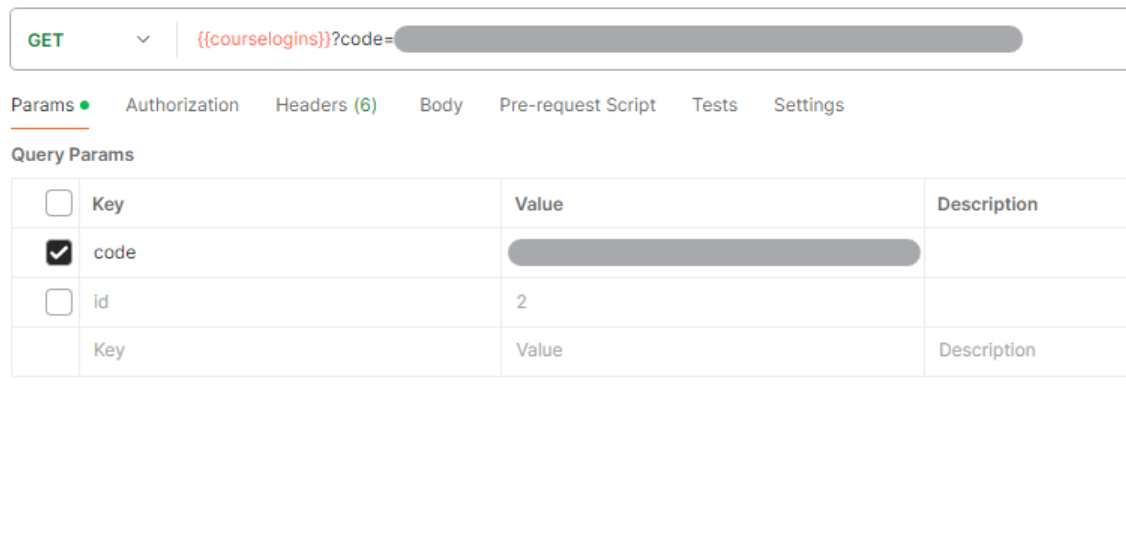 GET {{courselogins}}?code=
Params Authorization Headers (6) Body Pre-request Script Tests Settings
Query Params
Key Value Description
code
id 2
Key Value Description